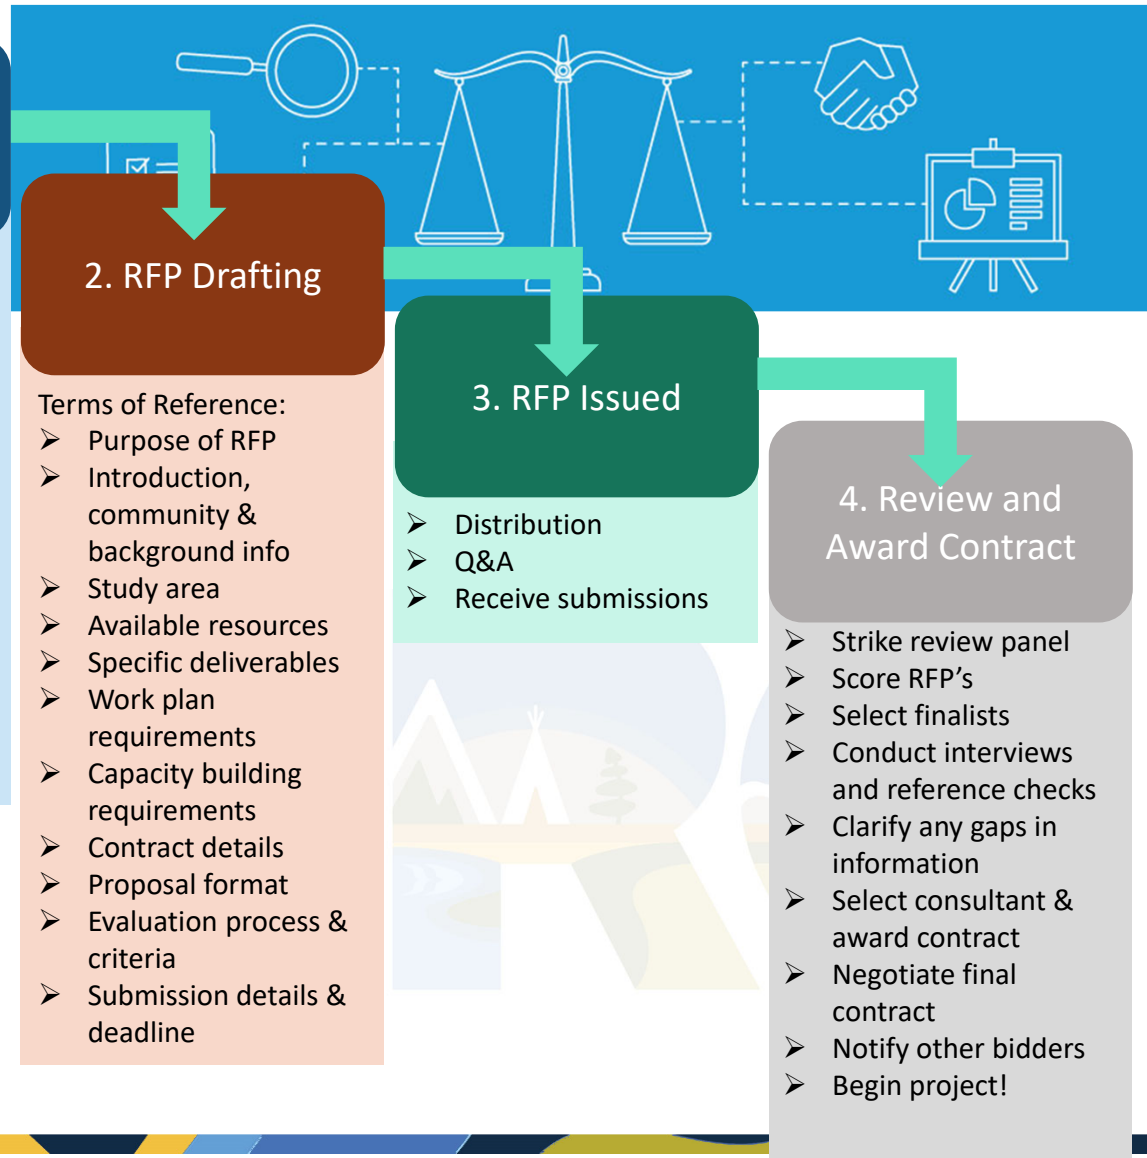 2. RFP Drafting
Terms of Reference:
➢ Purpose of RFP
➢ Introduction,
community &
background info
➢ Study area
➢ Available resources
➢ Specific deliverables
➢ Work plan
requirements
➢ Capacity building
requirements
➢ Contract details
➢ Proposal format
➢ Evaluation process &
criteria
➢ Submission details &
deadline
3. RFP Issued
➢ Distribution
➢ Q&A
➢ Receive submissions
4. Review and
Award Contract
➢ Strike review panel
➢ Score RFP's
➢ Select finalists
➢ Conduct interviews
and reference checks
➢ Clarify any gaps in
information
➢ Select consultant &
award contract
➢ Negotiate final
contract
➢ Notify other bidders
➢ Begin project!